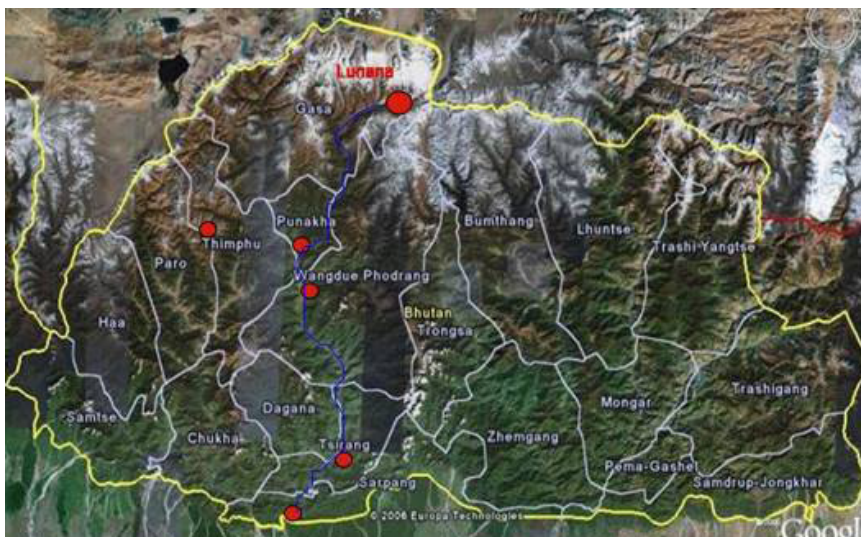 Lunana
Gasa
Punakha
Thimphu
Bumthang
Lhuntse
Trashi Yangtse
Paro
Wangdue Phodrang
Haa
Bhutan
Trongsa
Samtse
Dagana
Mongar
Trashigang
Chukha
Tsirang
Zhemgang
Sarpang
Pema-Gashel
Samdrup-Jongkhar
© 2006 Europa Technologies
Googl